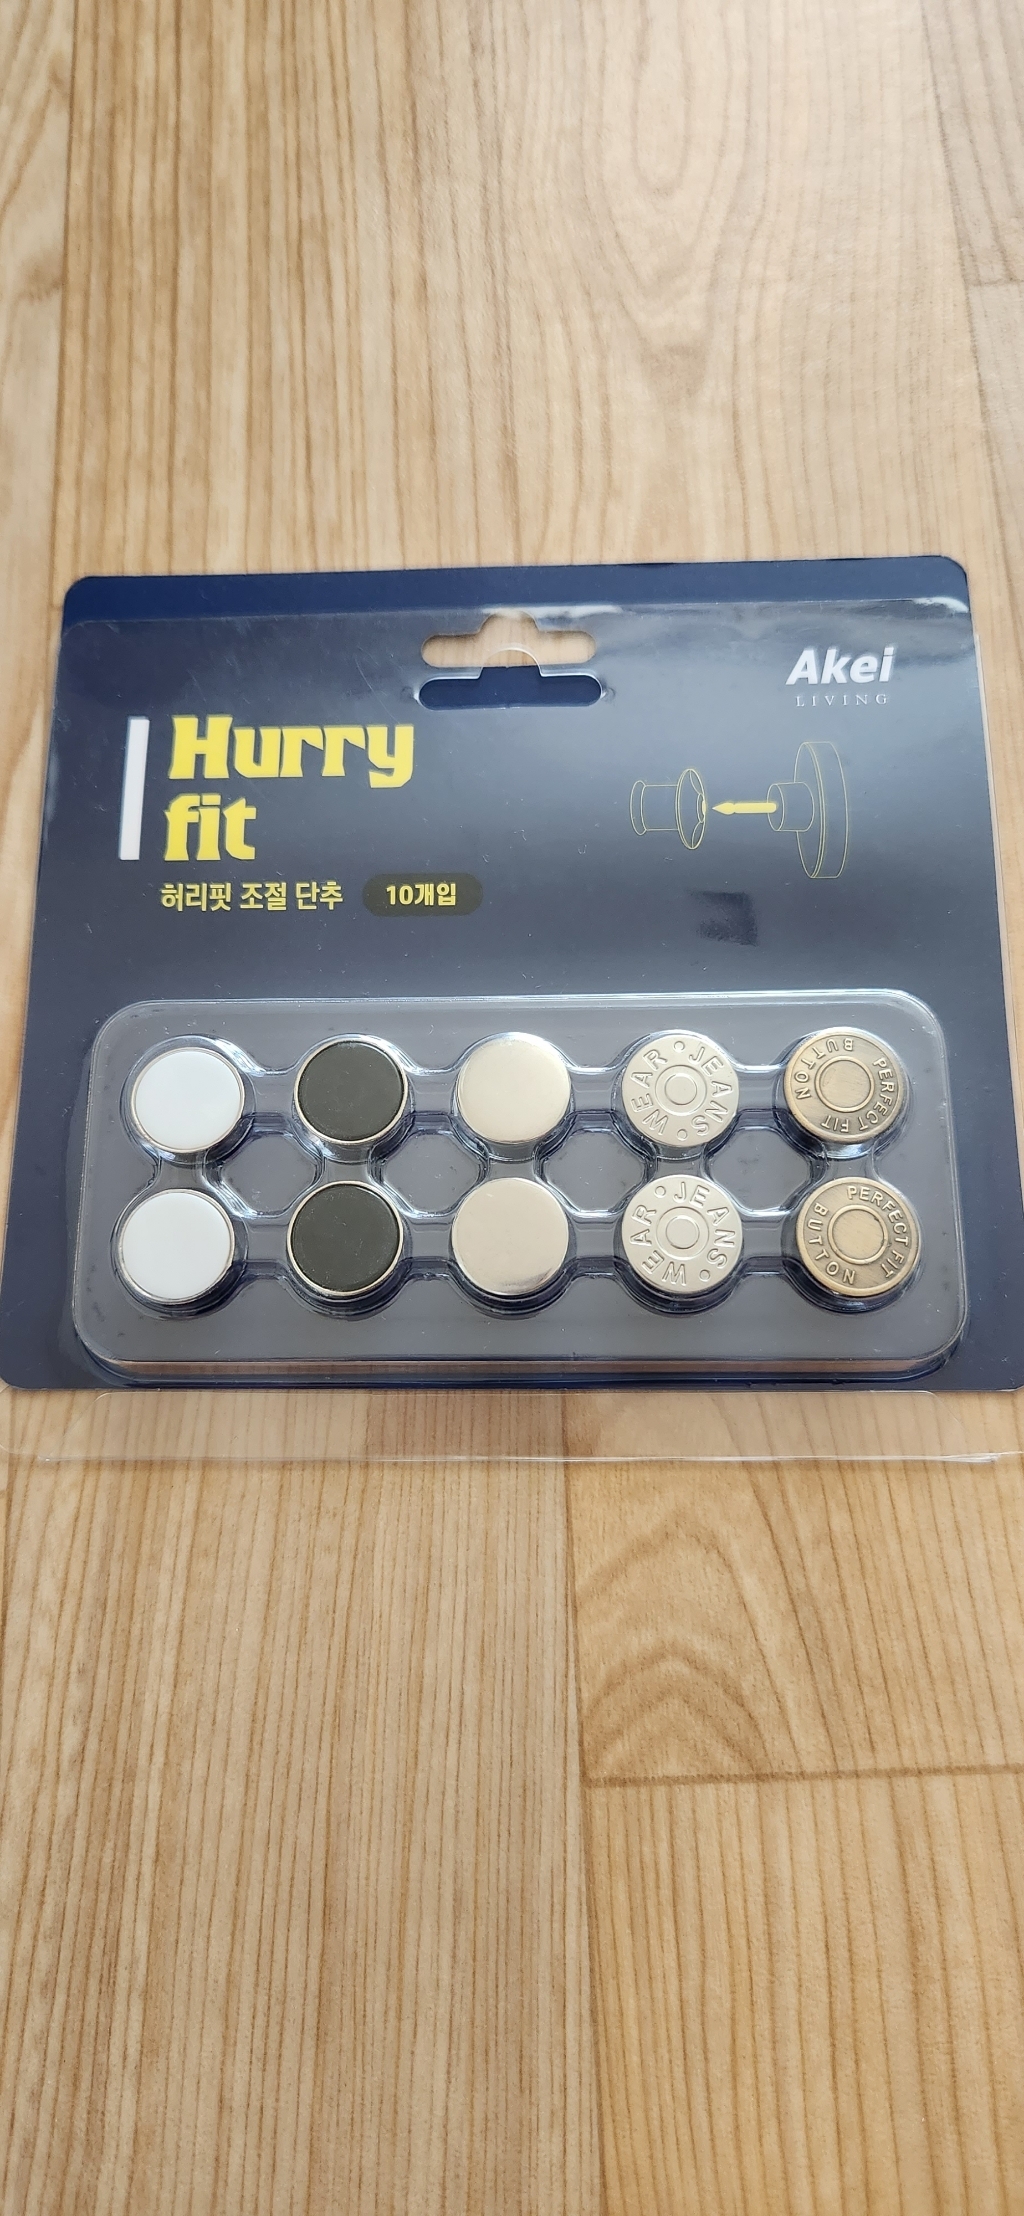 Akei
LIVING
Hurry
fit
허리핏 조절 단추 10개입
JEANS • WEAR •
PERFECT FIT BUTTON
JEANS • WEAR •
PERFECT FIT BUTTON